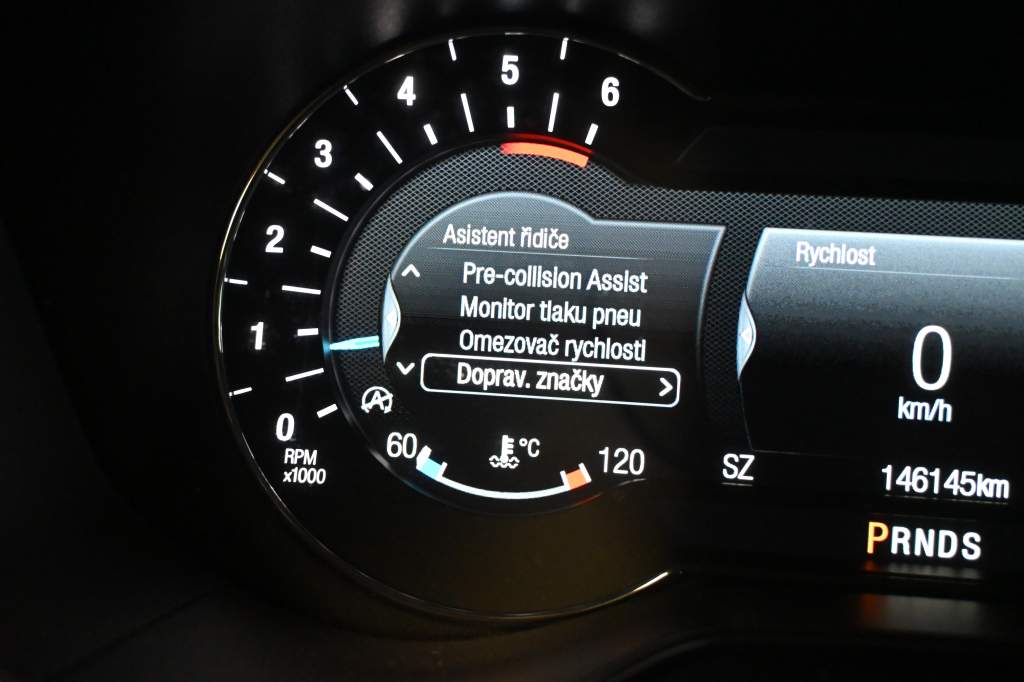 6
5
4
3
2
1
0
RPM
x1000
Asistent řidiče
Pre-collision Assist
Monitor tlaku pneu
Omezovač rychlosti
Doprav. značky
A
60
°C
120
Rychlost
0
km/h
SZ
146145km
PRNDS